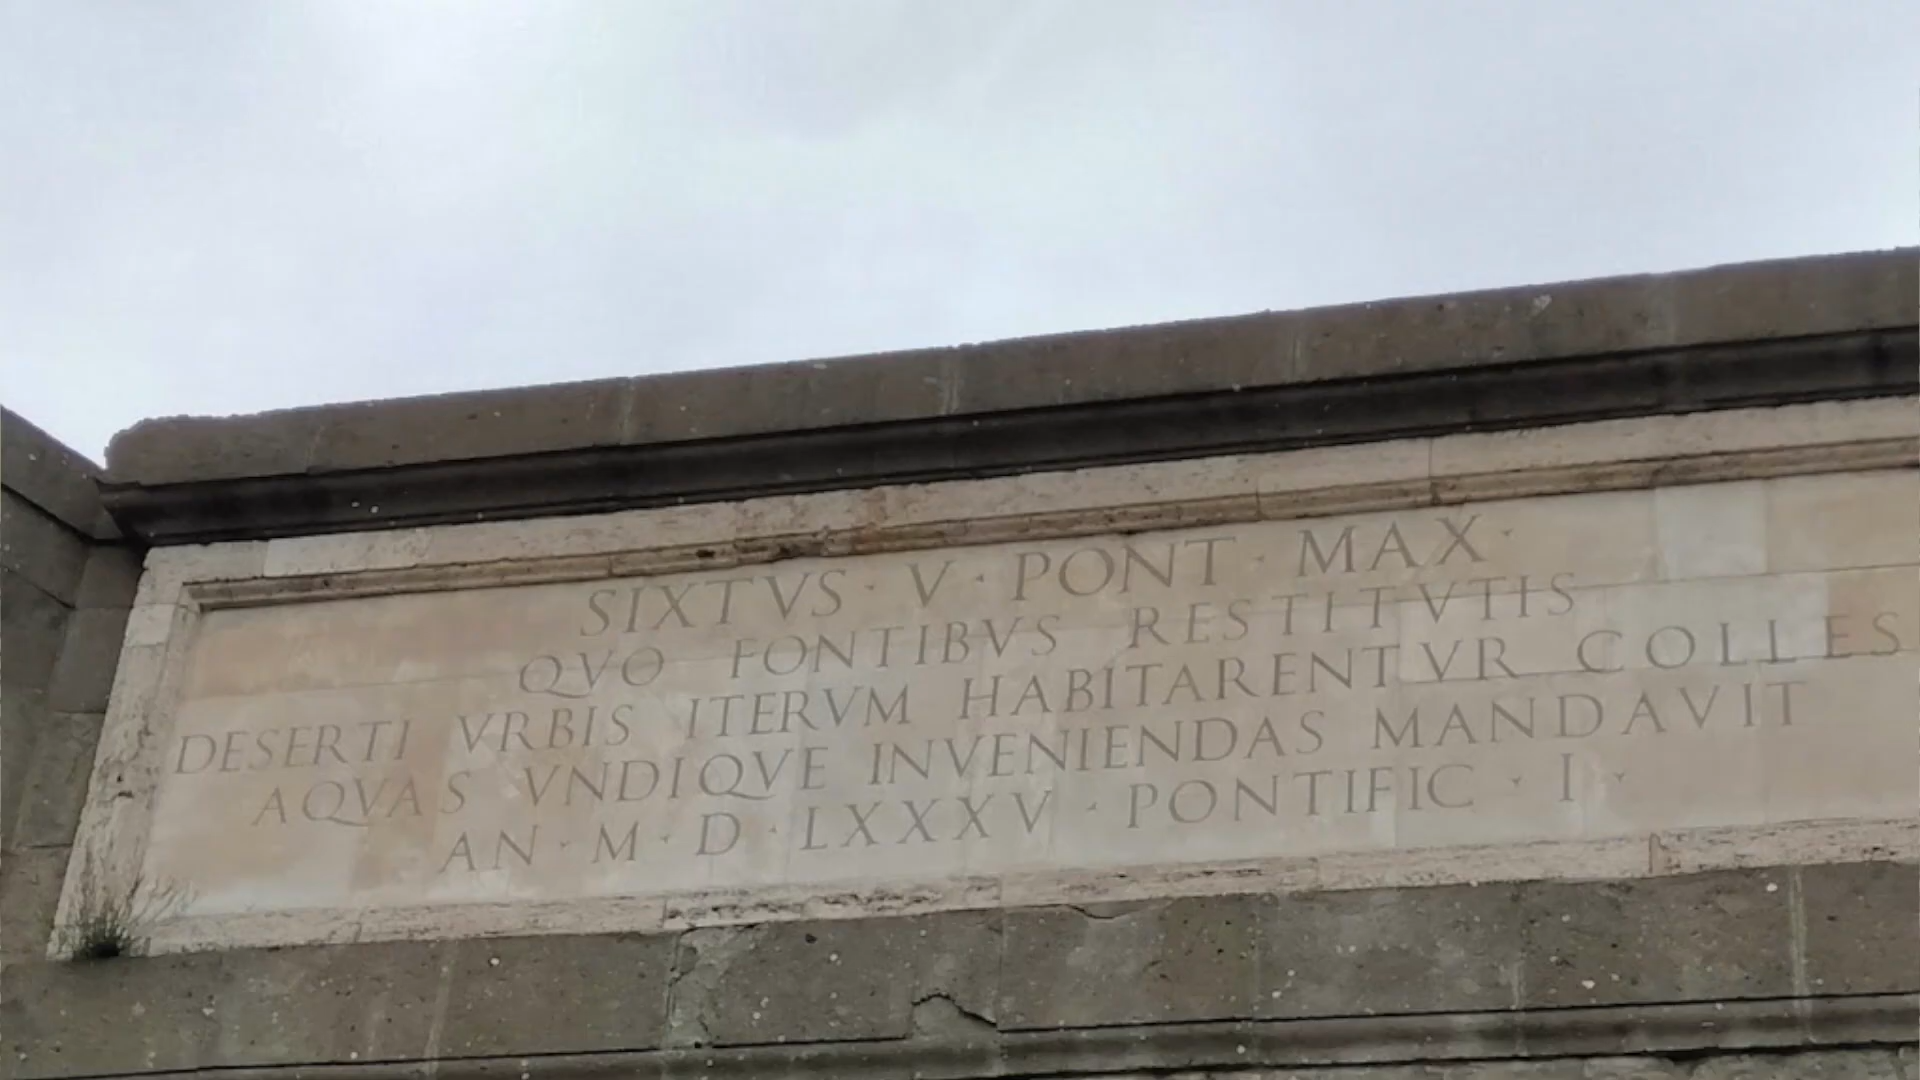 SIXTVS · V · PONT · MAX ·
QVO FONTIBVS RESTITVTIS
DESERTI VRBIS ITERVM HABITARENTVR COLLES
AQVAS VNDIQVE INVENIENDAS MANDAVIT
AN · M · D · LXXXV · PONTIFIC · I ·